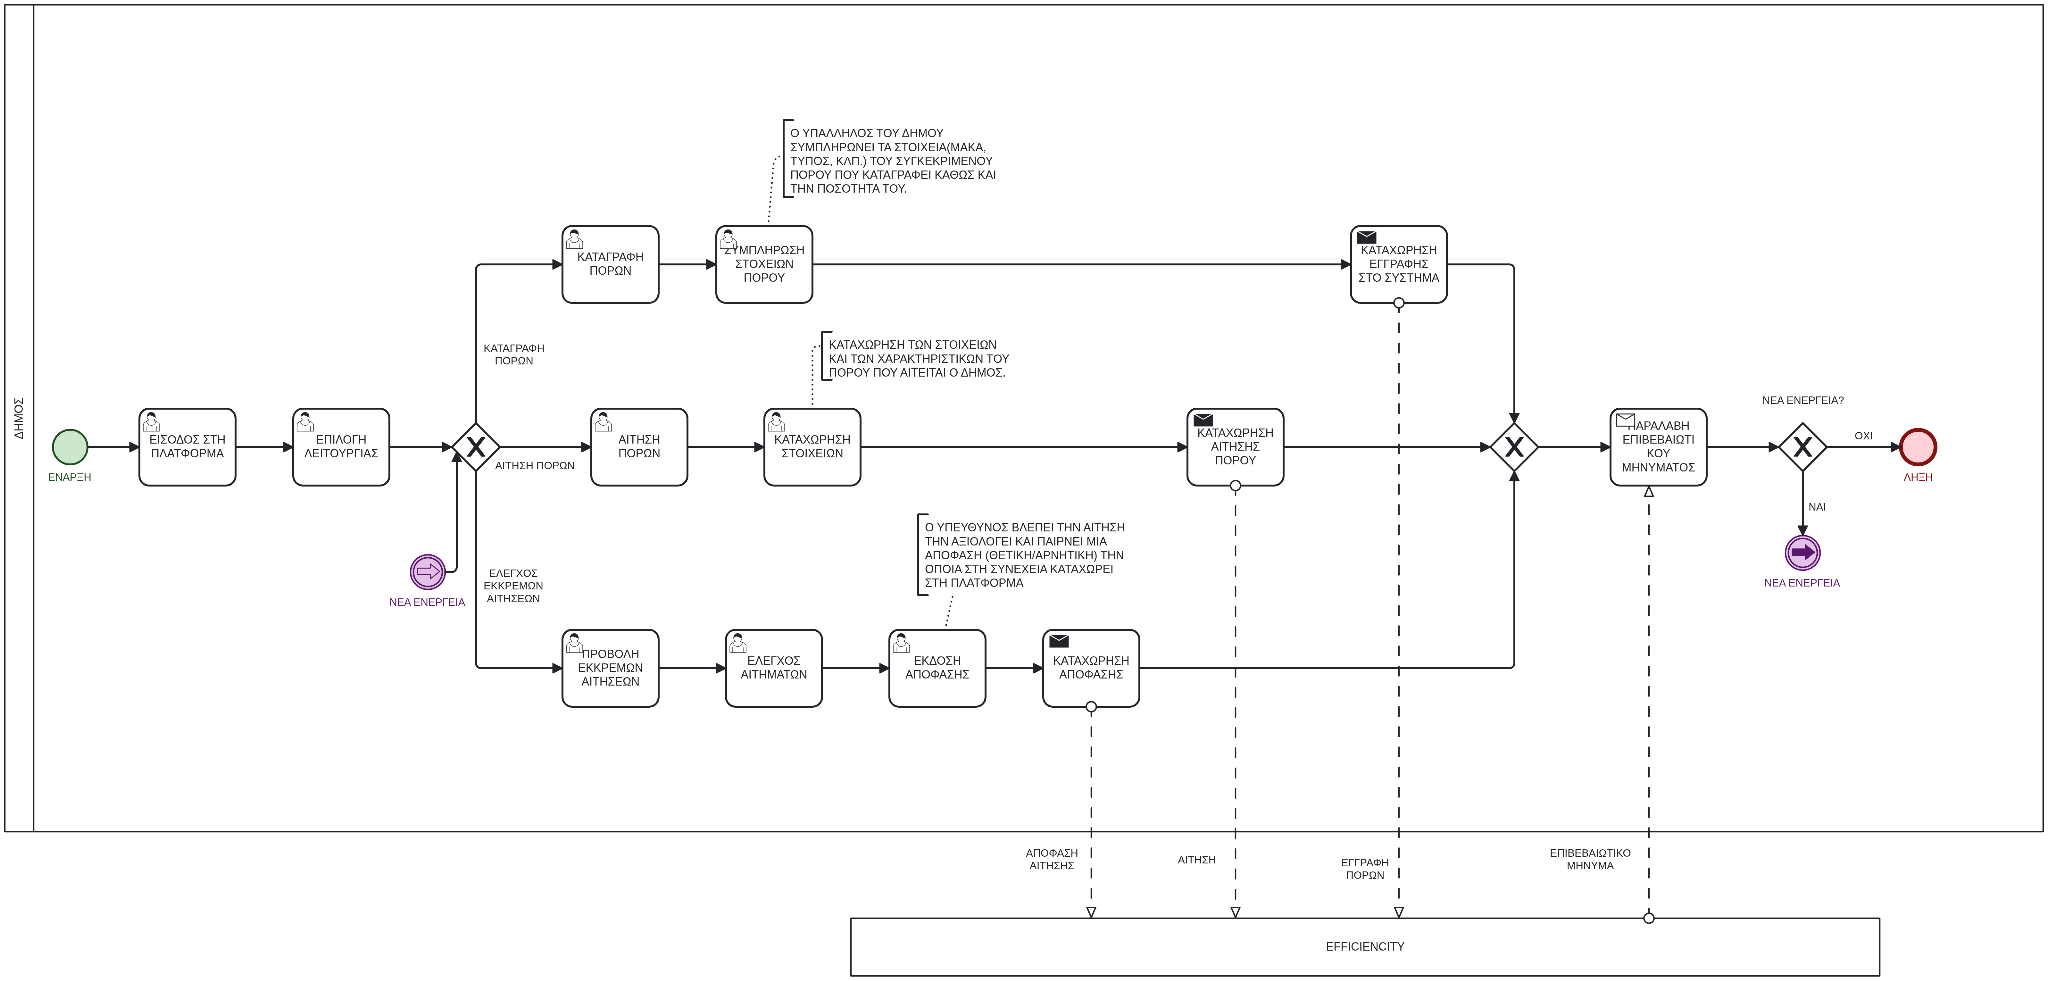 ΔΗΜΟΣ
ΕΝΑΡΞΗ
ΕΙΣΟΔΟΣ ΣΤΗ
ΠΛΑΤΦΟΡΜΑ
ΕΠΙΛΟΓΗ
ΛΕΙΤΟΥΡΓΙΑΣ
ΝΕΑ ΕΝΕΡΓΕΙΑ
ΚΑΤΑΓΡΑΦΗ
ΠΟΡΩΝ
ΑΙΤΗΣΗ ΠΟΡΩΝ
ΕΛΕΓΧΟΣ
ΕΚΚΡΕΜΩΝ
ΑΙΤΗΣΕΩΝ
Ο ΥΠΑΛΛΗΛΟΣ ΤΟΥ ΔΗΜΟΥ
ΣΥΜΠΛΗΡΩΝΕΙ ΤΑ ΣΤΟΙΧΕΙΑ(ΜΑΚΑ,
ΤΥΠΟΣ, ΚΛΠ.) ΤΟΥ ΣΥΓΚΕΚΡΙΜΕΝΟΥ
ΠΟΡΟΥ ΠΟΥ ΚΑΤΑΓΡΑΦΕΙ ΚΑΘΩΣ ΚΑΙ
ΤΗΝ ΠΟΣΟΤΗΤΑ ΤΟΥ.
ΚΑΤΑΓΡΑΦΗ
ΠΟΡΩΝ
ΣΥΜΠΛΗΡΩΣΗ
ΣΤΟΧΕΙΩΝ
ΠΟΡΟΥ
ΚΑΤΑΧΩΡΗΣΗ
ΕΓΓΡΑΦΗΣ
ΣΤΟ ΣΥΣΤΗΜΑ
ΚΑΤΑΧΩΡΗΣΗ ΤΩΝ ΣΤΟΙΧΕΙΩΝ
ΚΑΙ ΤΩΝ ΧΑΡΑΚΤΗΡΙΣΤΙΚΩΝ ΤΟΥ
ΠΟΡΟΥ ΠΟΥ ΑΙΤΕΙΤΑΙ Ο ΔΗΜΟΣ.
ΑΙΤΗΣΗ
ΠΟΡΩΝ
ΚΑΤΑΧΩΡΗΣΗ
ΣΤΟΙΧΕΙΩΝ
ΚΑΤΑΧΩΡΗΣΗ
ΑΙΤΗΣΗΣ
ΠΟΡΟΥ
Ο ΥΠΕΥΘΥΝΟΣ ΒΛΕΠΕΙ ΤΗΝ ΑΙΤΗΣΗ
ΤΗΝ ΑΞΙΟΛΟΓΕΙ ΚΑΙ ΠΑΙΡΝΕΙ ΜΙΑ
ΑΠΟΦΑΣΗ (ΘΕΤΙΚΗ/ΑΡΝΗΤΙΚΗ) ΤΗΝ
ΟΠΟΙΑ ΣΤΗ ΣΥΝΕΧΕΙΑ ΚΑΤΑΧΩΡΕΙ
ΣΤΗ ΠΛΑΤΦΟΡΜΑ
ΠΡΟΒΟΛΗ
ΕΚΚΡΕΜΩΝ
ΑΙΤΗΣΕΩΝ
ΕΛΕΓΧΟΣ
ΑΙΤΗΜΑΤΩΝ
ΕΚΔΟΣΗ
ΑΠΟΦΑΣΗΣ
ΚΑΤΑΧΩΡΗΣΗ
ΑΠΟΦΑΣΗΣ
ΠΑΡΑΛΑΒΗ
ΕΠΙΒΕΒΑΙΩΤΙ
ΚΟΥ
ΜΗΝΥΜΑΤΟΣ
ΝΕΑ ΕΝΕΡΓΕΙΑ?
ΟΧΙ
ΛΗΞΗ
ΝΑΙ
ΝΕΑ ΕΝΕΡΓΕΙΑ
ΑΠΟΦΑΣΗ
ΑΙΤΗΣΗΣ
ΑΙΤΗΣΗ
ΕΓΓΡΑΦΗ
ΠΟΡΩΝ
ΕΠΙΒΕΒΑΙΩΤΙΚΟ
ΜΗΝΥΜΑ
EFFICIENCITY